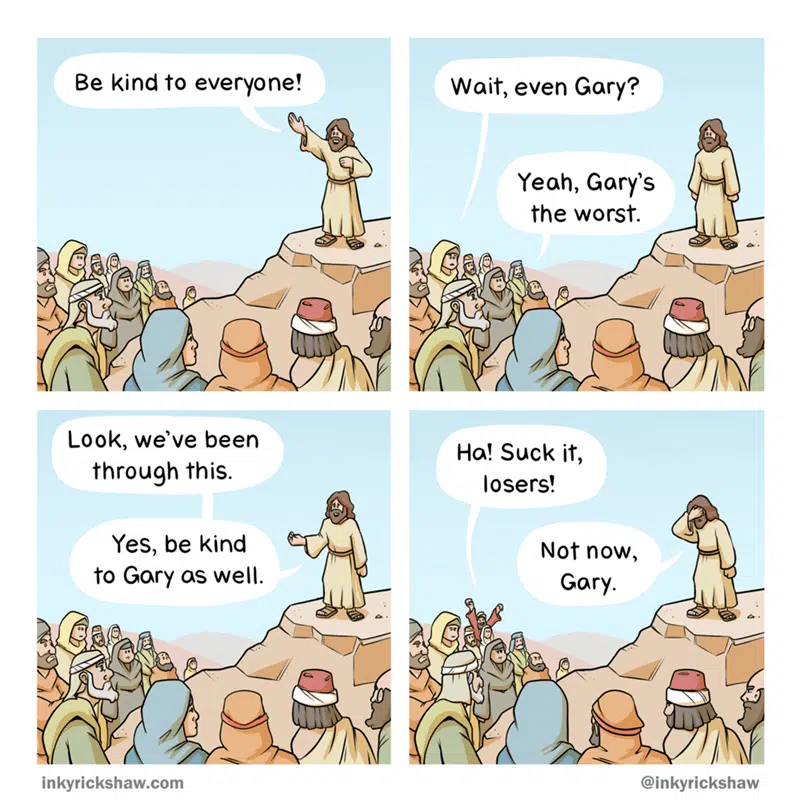 Be kind to everyone!
Wait, even Gary?
Yeah, Gary's
the worst.
Look, we've been
through this.
Yes, be kind
to Gary as well.
Ha! Suck it,
losers!
Not now,
Gary.
inkyrickshaw.com
@inkyrickshaw